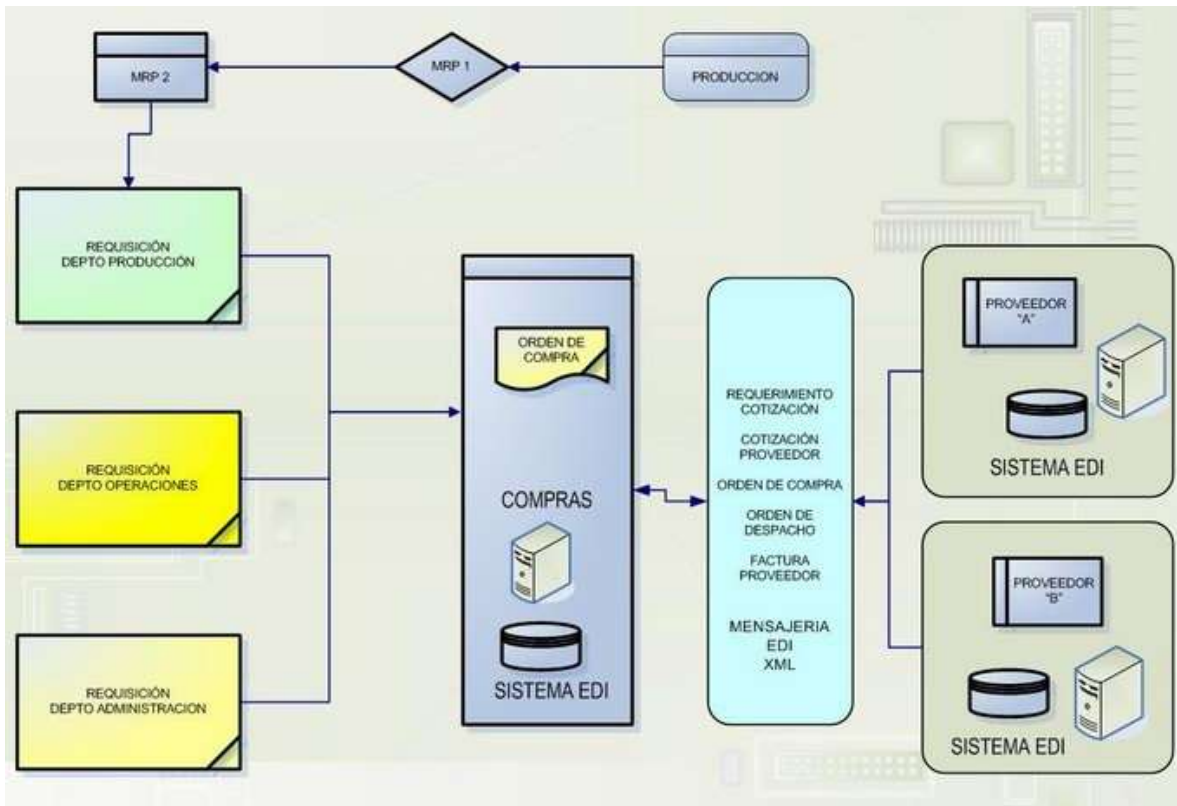 MRP 2
MRP 1
PRODUCCION
REQUISICIÓN
DEPTO PRODUCCIÓN
REQUISICIÓN
DEPTO OPERACIONES
REQUISICIÓN
DEPTO ADMINISTRACION
ORDEN DE
COMPRA
COMPRAS
SISTEMA EDI
REQUERIMIENTO
COTIZACIÓN
COTIZACIÓN
PROVEEDOR
ORDEN DE COMPRA
ORDEN DE
DESPACHO
FACTURA
PROVEEDOR
MENSAJERIA
EDI
XML
PROVEEDOR
"A"
SISTEMA EDI
PROVEEDOR
"B"
SISTEMA EDI